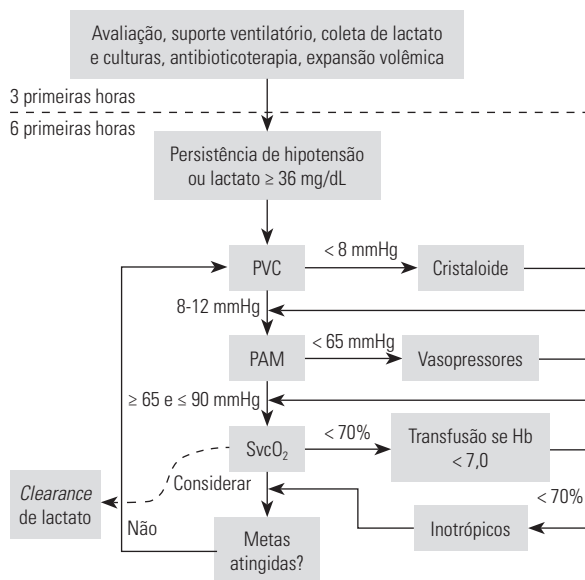 Avaliação, suporte ventilatório, coleta de lactato
e culturas, antibioticoterapia, expansão volêmica
3 primeiras horas
6 primeiras horas
Persistência de hipotensão
ou lactato ≥ 36 mg/dL
PVC
< 8 mmHg
Cristaloide
8-12 mmHg
PAM
< 65 mmHg
Vasopressores
≥ 65 e ≤ 90 mmHg
SvcO₂
< 70%
Transfusão se Hb
< 7,0
Considerar
Clearance
de lactato
Não
Metas
atingidas?
Inotrópicos
< 70%